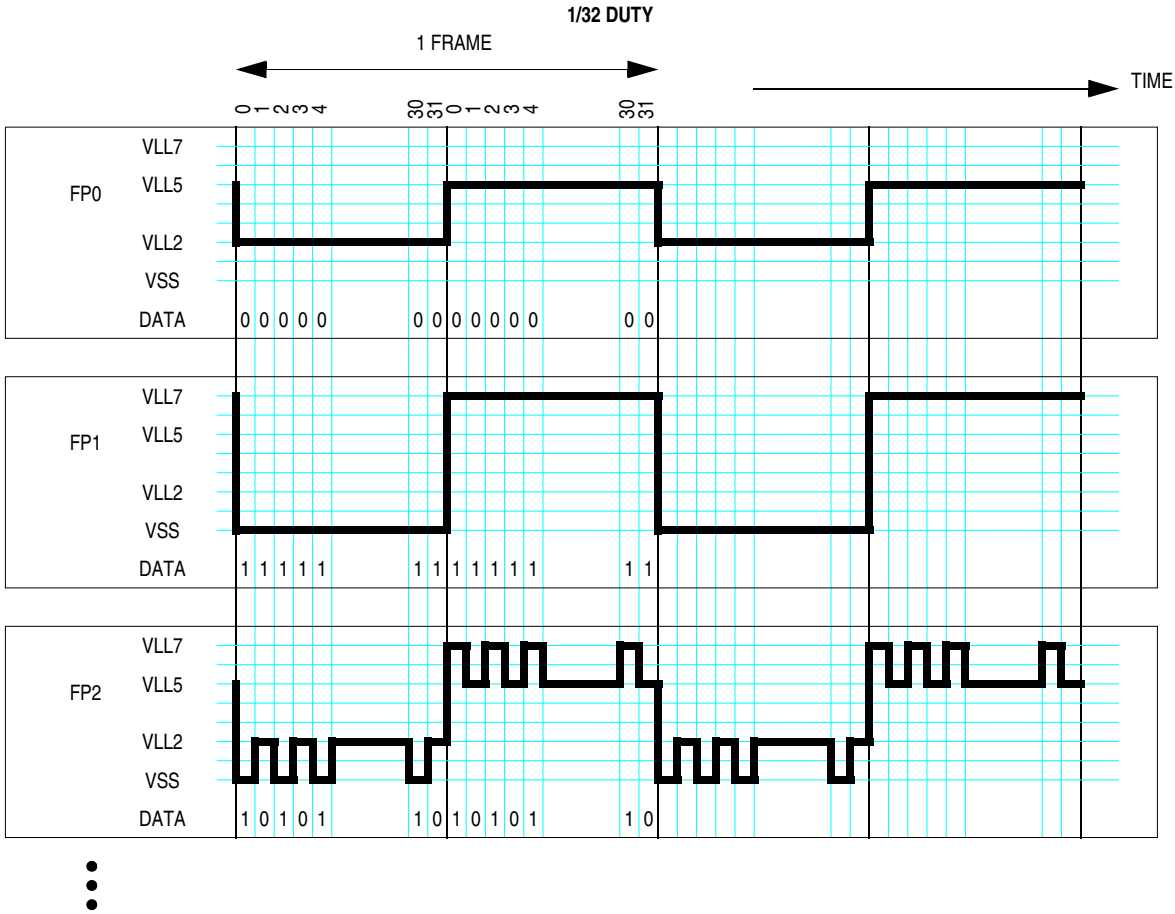 1/32 DUTY
1 FRAME
TIME
0 1 2 3 4 30 31 0 1 2 3 4 30 31
VLL7
FP0 VLL5
VLL2
VSS
DATA 0 0 0 0 0 0 0 0 0 0 0 0 0 0
VLL7
FP1 VLL5
VLL2
VSS
DATA 1 1 1 1 1 1 1 1 1 1 1 1 1 1
VLL7
FP2 VLL5
VLL2
VSS
DATA 1 0 1 0 1 1 0 1 0 1 0 1 1 0